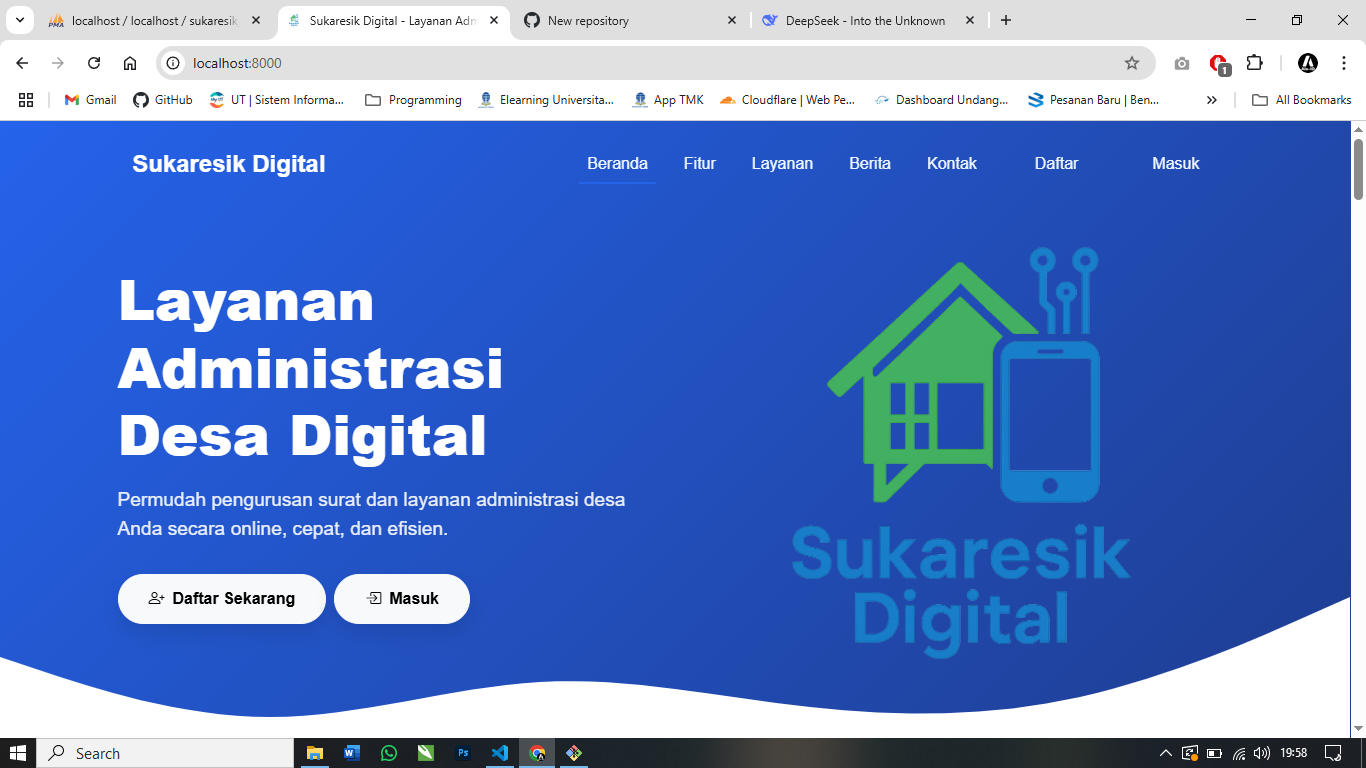 localhost / localhost / sukaresik
Sukaresik Digital - Layanan Adm
New repository
DeepSeek - Into the Unknown
localhost:8000
1
Gmail
GitHub
UT | Sistem Informa...
Programming
Elearning Universita...
App TMK
Cloudflare | Web Pe...
Dashboard Undang...
Pesanan Baru | Ben...
All Bookmarks
Sukaresik Digital
Beranda
Fitur
Layanan
Berita
Kontak
Daftar
Masuk
Layanan
Administrasi
Desa Digital
Permudah pengurusan surat dan layanan administrasi desa
Anda secara online, cepat, dan efisien.
Daftar Sekarang
Masuk
Sukaresik
Digital
Search
19:58